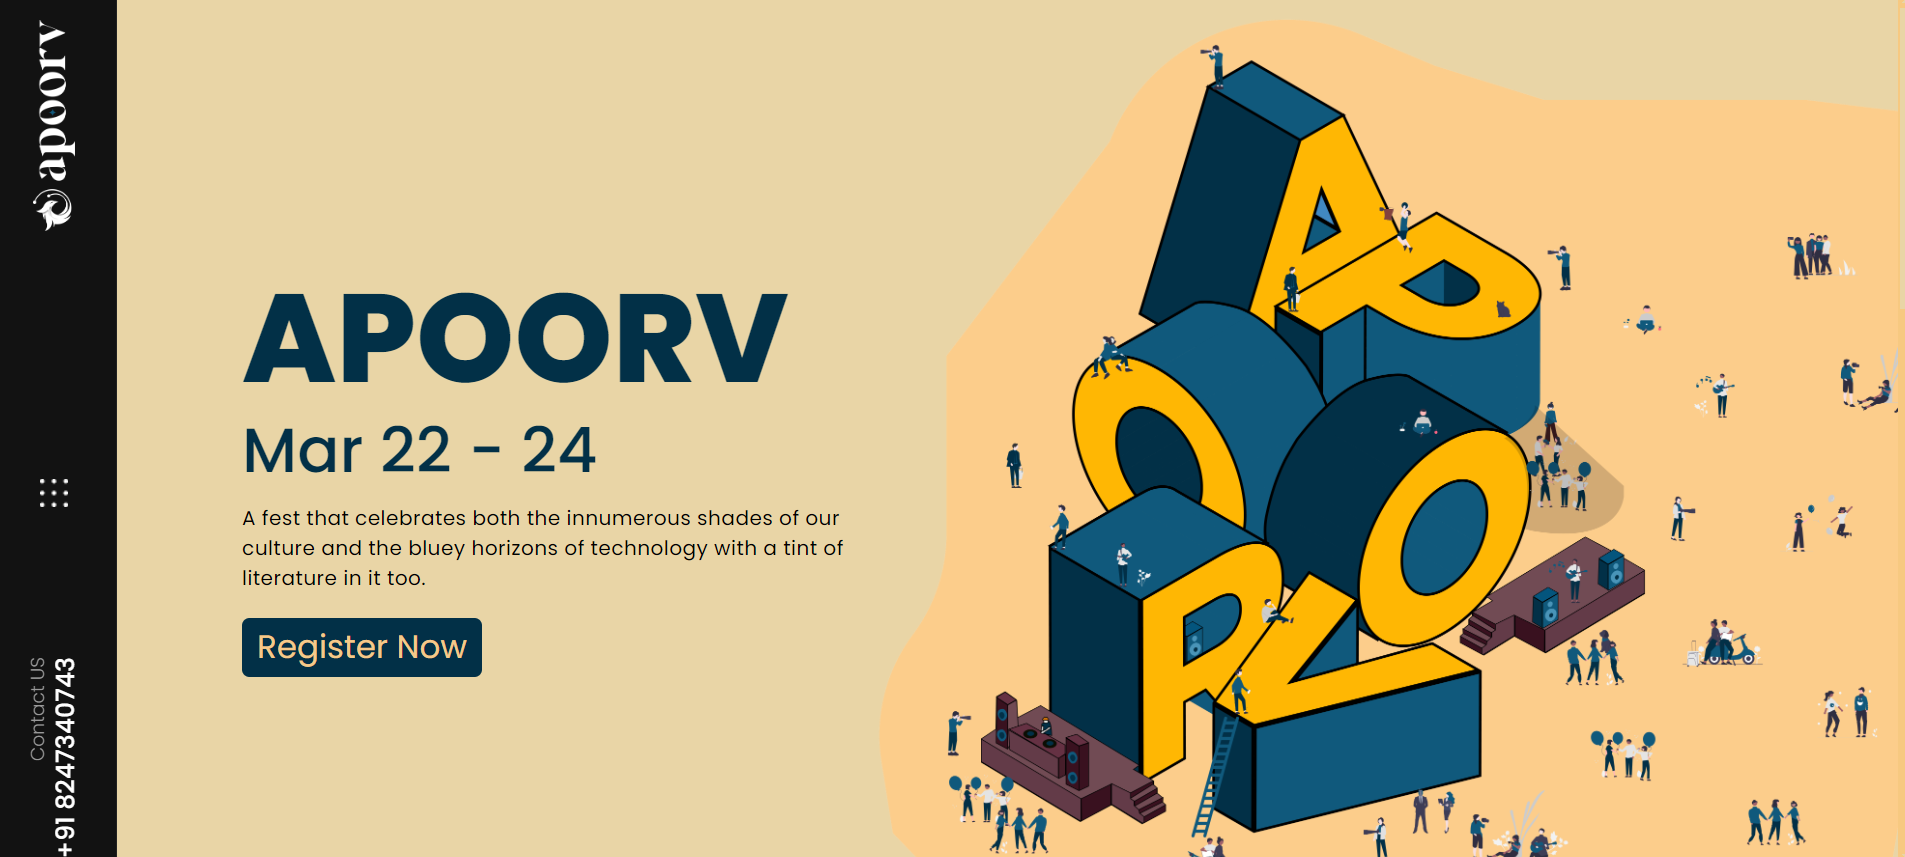 apoorv
Contact US
+91 8247340743
APOORV
Mar 22 - 24
A fest that celebrates both the innumerous shades of our
culture and the bluey horizons of technology with a tint of
literature in it too.
Register Now
A
P
O
O
R
V